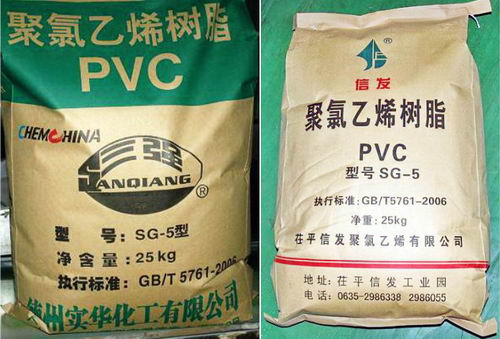 聚氯乙烯树脂
PVC
CHEMCHINA
三强
SANQIANG
®
型 号: SG-5型
净含量: 25kg
执行标准: GB/T 5761-2006
德州实华化工有限公司
信发
聚氯乙烯树脂
PVC
型号 SG-5
执行标准: GB/T5761-2006
净重: 25kg
茌平信发聚氯乙烯有限公司
地址: 茌平信发工业园
电话: 0635-2986338 2986055